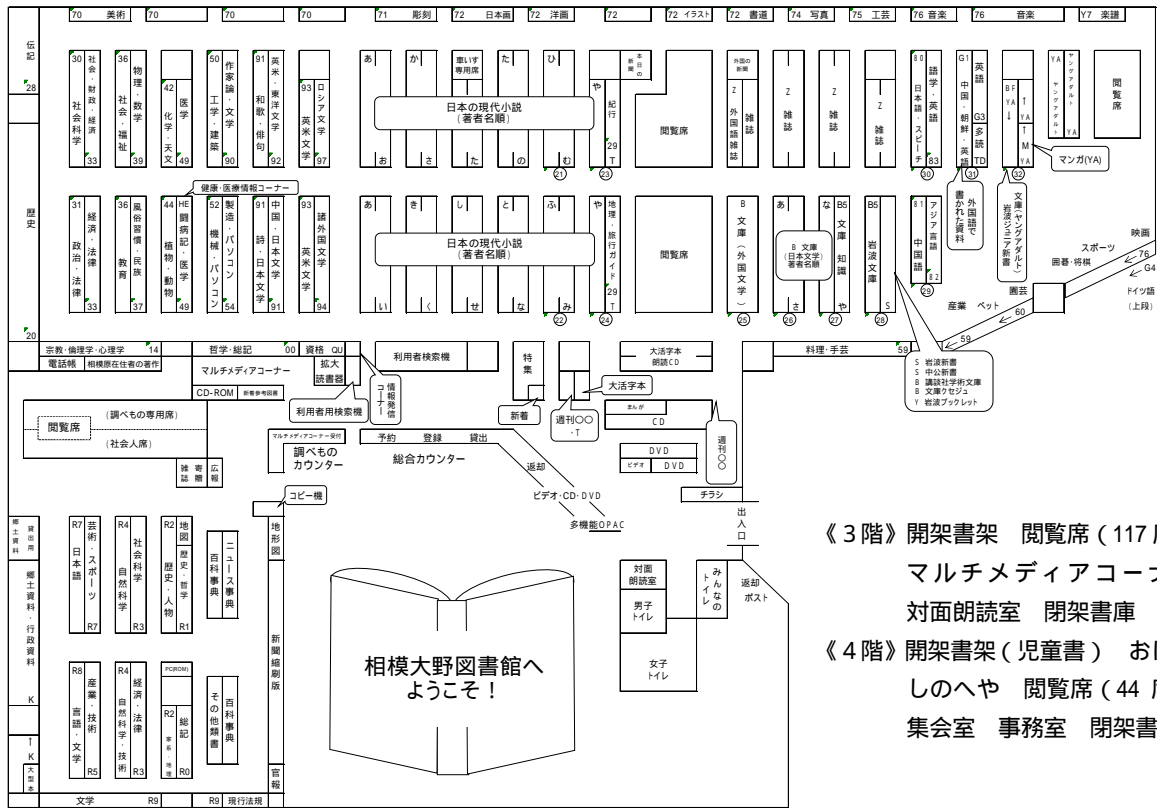 70 美術 70 70 70 71 彫刻 72 日本画 72 洋画 72 72 イラスト 72 書道 74 写真 75 工芸 76 音楽 76 音楽 Y7 楽譜
伝記
28
歴史
20
30 社会・財政・経済
社会科学 33
36 物理・数学
社会・福祉 39
42 医学
化学・天文 49
50 作家論・文学
工学・建築 90
91 英米・東洋文学
和歌・俳句 92
93 ロシア文学
英米文学 97
あ
お
か
さ
車いす専用席
た
た
の
ひ
む
日本の現代小説
(著者名順)
や 紀行
29
T
本日の新聞
閲覧席
外国の新聞
Z 雑誌
外国語雑誌
Z
雑誌
Z
雑誌
80 語学・英語
日本語・スピーチ 83
G1 英語
中国・朝鮮・英語
G3 多読 TD
BF
YA
↓
↑
YA
↑
M
YA
YA ヤングアダルト
ヤングアダルト YA
閲覧席
マンガ(YA)
21 23 30 31 32
健康・医療情報コーナー
31 経済・法律
政治・法律 33
36 風俗習慣・民族
教育 37
44 HE 闘病記・医学
植物・動物 49
52 製造・パソコン
機械・パソコン 54
91 中国・日本文学
詩・日本文学 91
93 諸外国文学
英米文学 94
あ
い
き
く
し
せ
と
な
ふ
み
日本の現代小説
(著者名順)
や 地理・旅行ガイド
29
T
閲覧席
B 文庫(外国文学)
あ
さ
B 文庫
(日本文学)
著者名順
な B5
文庫 知識
や
B5
岩波文庫
S
81 アジア言語
中国語 82
外国語で書かれた資料
文庫(ヤングアダルト)
岩波ジュニア新書
22 24 25 26 27 28 29
映画
スポーツ
76
囲碁・将棋
G4
園芸
ドイツ語
(上段)
産業 ペット
60
59
S 岩波新書
S 中公新書
B 講談社学術文庫
B 文庫クセジュ
Y 岩波ブックレット
宗教・倫理学・心理学 14
哲学・総記 00 資格 QU
利用者検索機
特集
大活字本
朗読CD
料理・手芸 59
電話帳 相模原在住者の著作
マルチメディアコーナー
拡大読書器
CD-ROM 新着参考図書
利用者用検索機
情報発信コーナー
新着
週刊〇〇・T
大活字本
まんが
CD
週刊〇〇
(調べもの専用席)
閲覧席
(社会人席)
マルチメディアコーナー受付
調べものカウンター
予約 登録 貸出
総合カウンター
返却
DVD
ビデオ DVD
雑誌 寄贈 広報
コピー機
ビデオ・CD・DVD
多機能OPAC
チラシ
出入口
郷土資料 貸出用
郷土資料・行政資料
K
↑
K
大型本
R7 芸術・スポーツ
日本語 R7
R4 社会科学
自然科学 R3
R2 地図 歴史・哲学
歴史・人物 R1
ニュース事典
百科事典
地形図
新聞縮刷版
官報
R8 産業・技術
言語・文学 R5
R4 経済・法律
自然科学・技術 R3
PC(ROM)
R2 総記
家系・地理 R0
百科事典
その他類書
文学 R9 R9 現行法規
相模大野図書館へ
ようこそ!
対面朗読室
みんなのトイレ
返却ポスト
男子トイレ
女子トイレ
《3階》開架書架 閲覧席(117
マルチメディアコー
対面朗読室 閉架書庫
《4階》開架書架(児童書) お
しのへや 閲覧席(44
集会室 事務室 閉架書